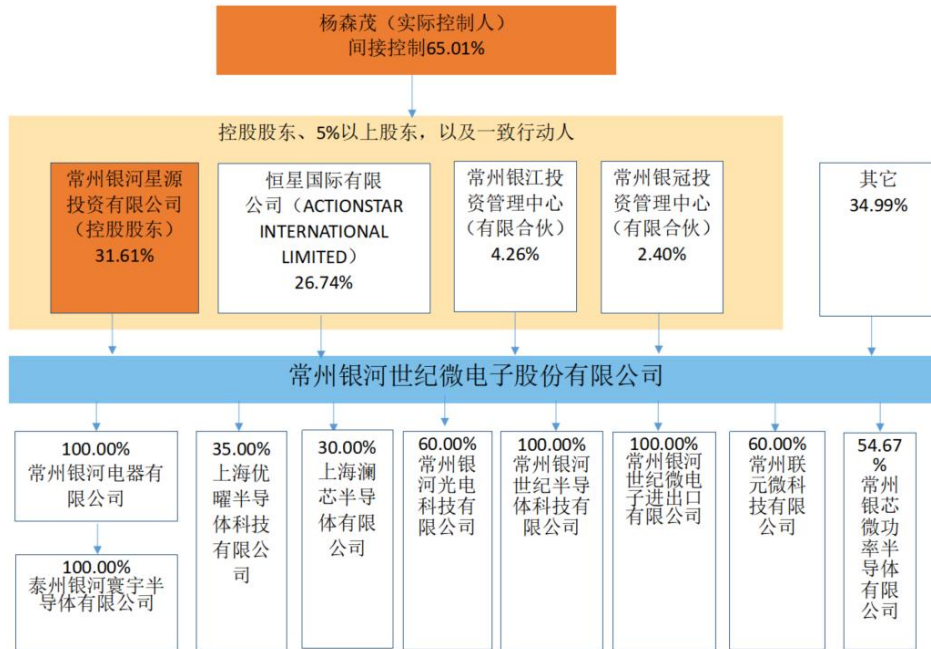 杨森茂（实际控制人）
间接控制65.01%
控股股东、5%以上股东，以及一致行动人
常州银河星源
投资有限公司
（控股股东）
31.61%
恒星国际有限
公司（ACTIONSTAR
INTERNATIONAL
LIMITED）
26.74%
常州银江投
资管理中心
（有限合伙）
4.26%
常州银冠投
资管理中心
（有限合伙）
2.40%
其它
34.99%
常州银河世纪微电子股份有限公司
100.00%
常州银河电器有
限公司
100.00%
泰州银河寰宇半
导体有限公司
35.00%
上海优
曜半导
体科技
有限公
司
30.00%
上海澜
芯半导
体有限
公司
60.00%
常州银
河光电
科技有
限公司
100.00%
常州银河
世纪半导
体科技有
限公司
100.00%
常州银河
世纪微电
子进出口
有限公司
60.00%
常州联
元微科
技有限
公司
54.67
%
常州
银芯
微功
率半
导体
有限
公司